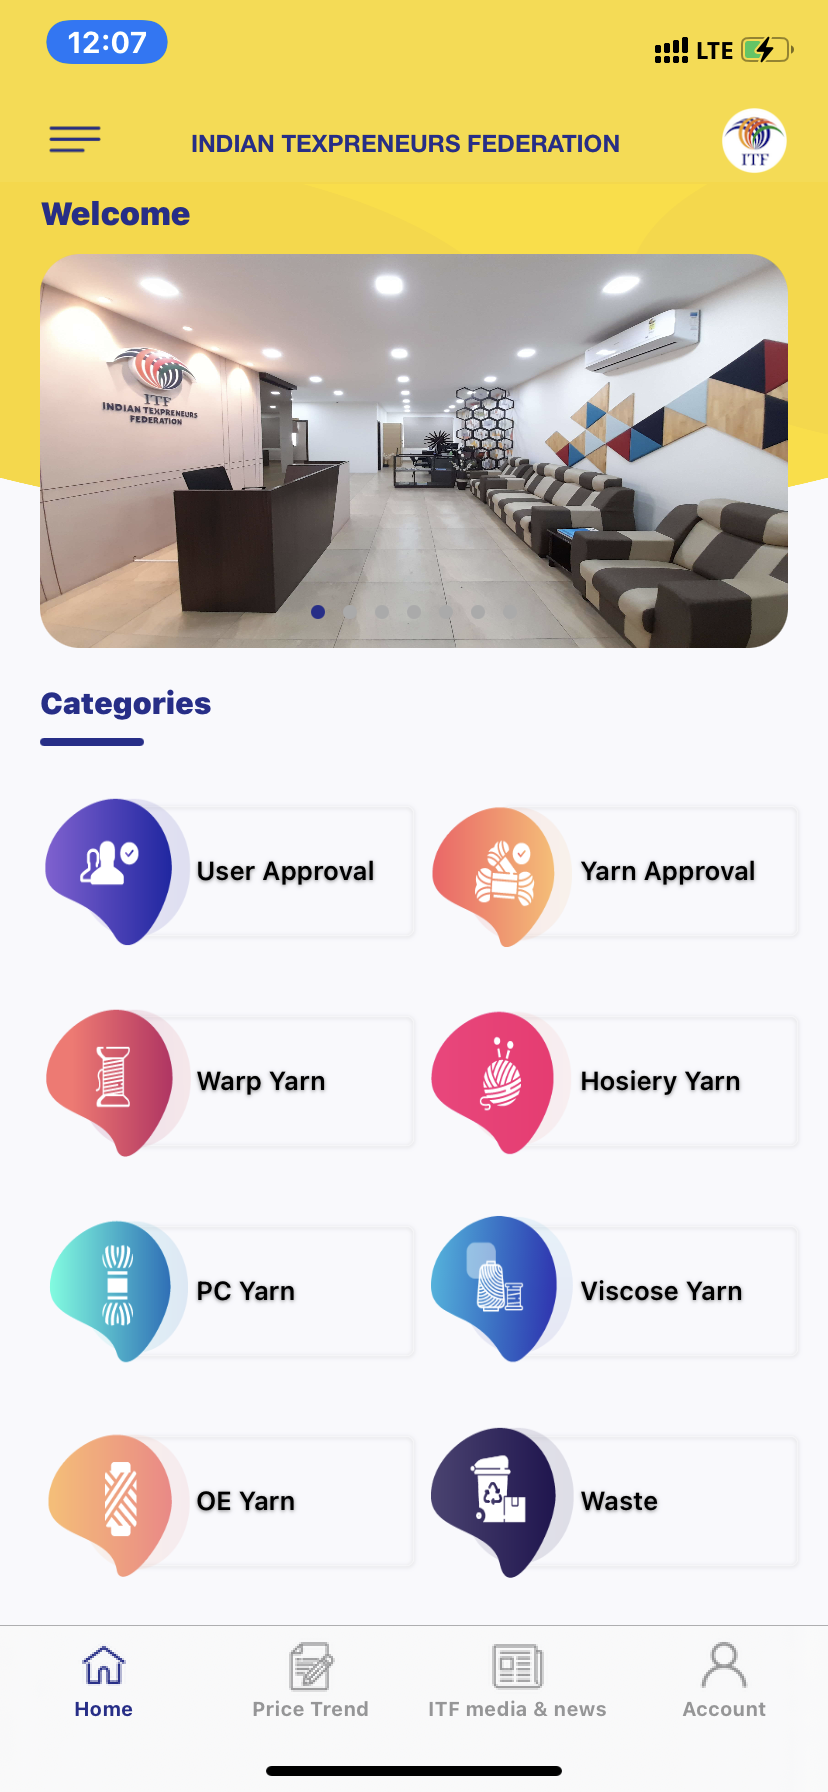 12:07
LTE
INDIAN TEXPRENEURS FEDERATION
ITF
Welcome
ITF
INDIAN TEXPRENEURS
FEDERATION
Categories
User Approval
Yarn Approval
Warp Yarn
Hosiery Yarn
PC Yarn
Viscose Yarn
OE Yarn
Waste
Home
Price Trend
ITF media & news
Account